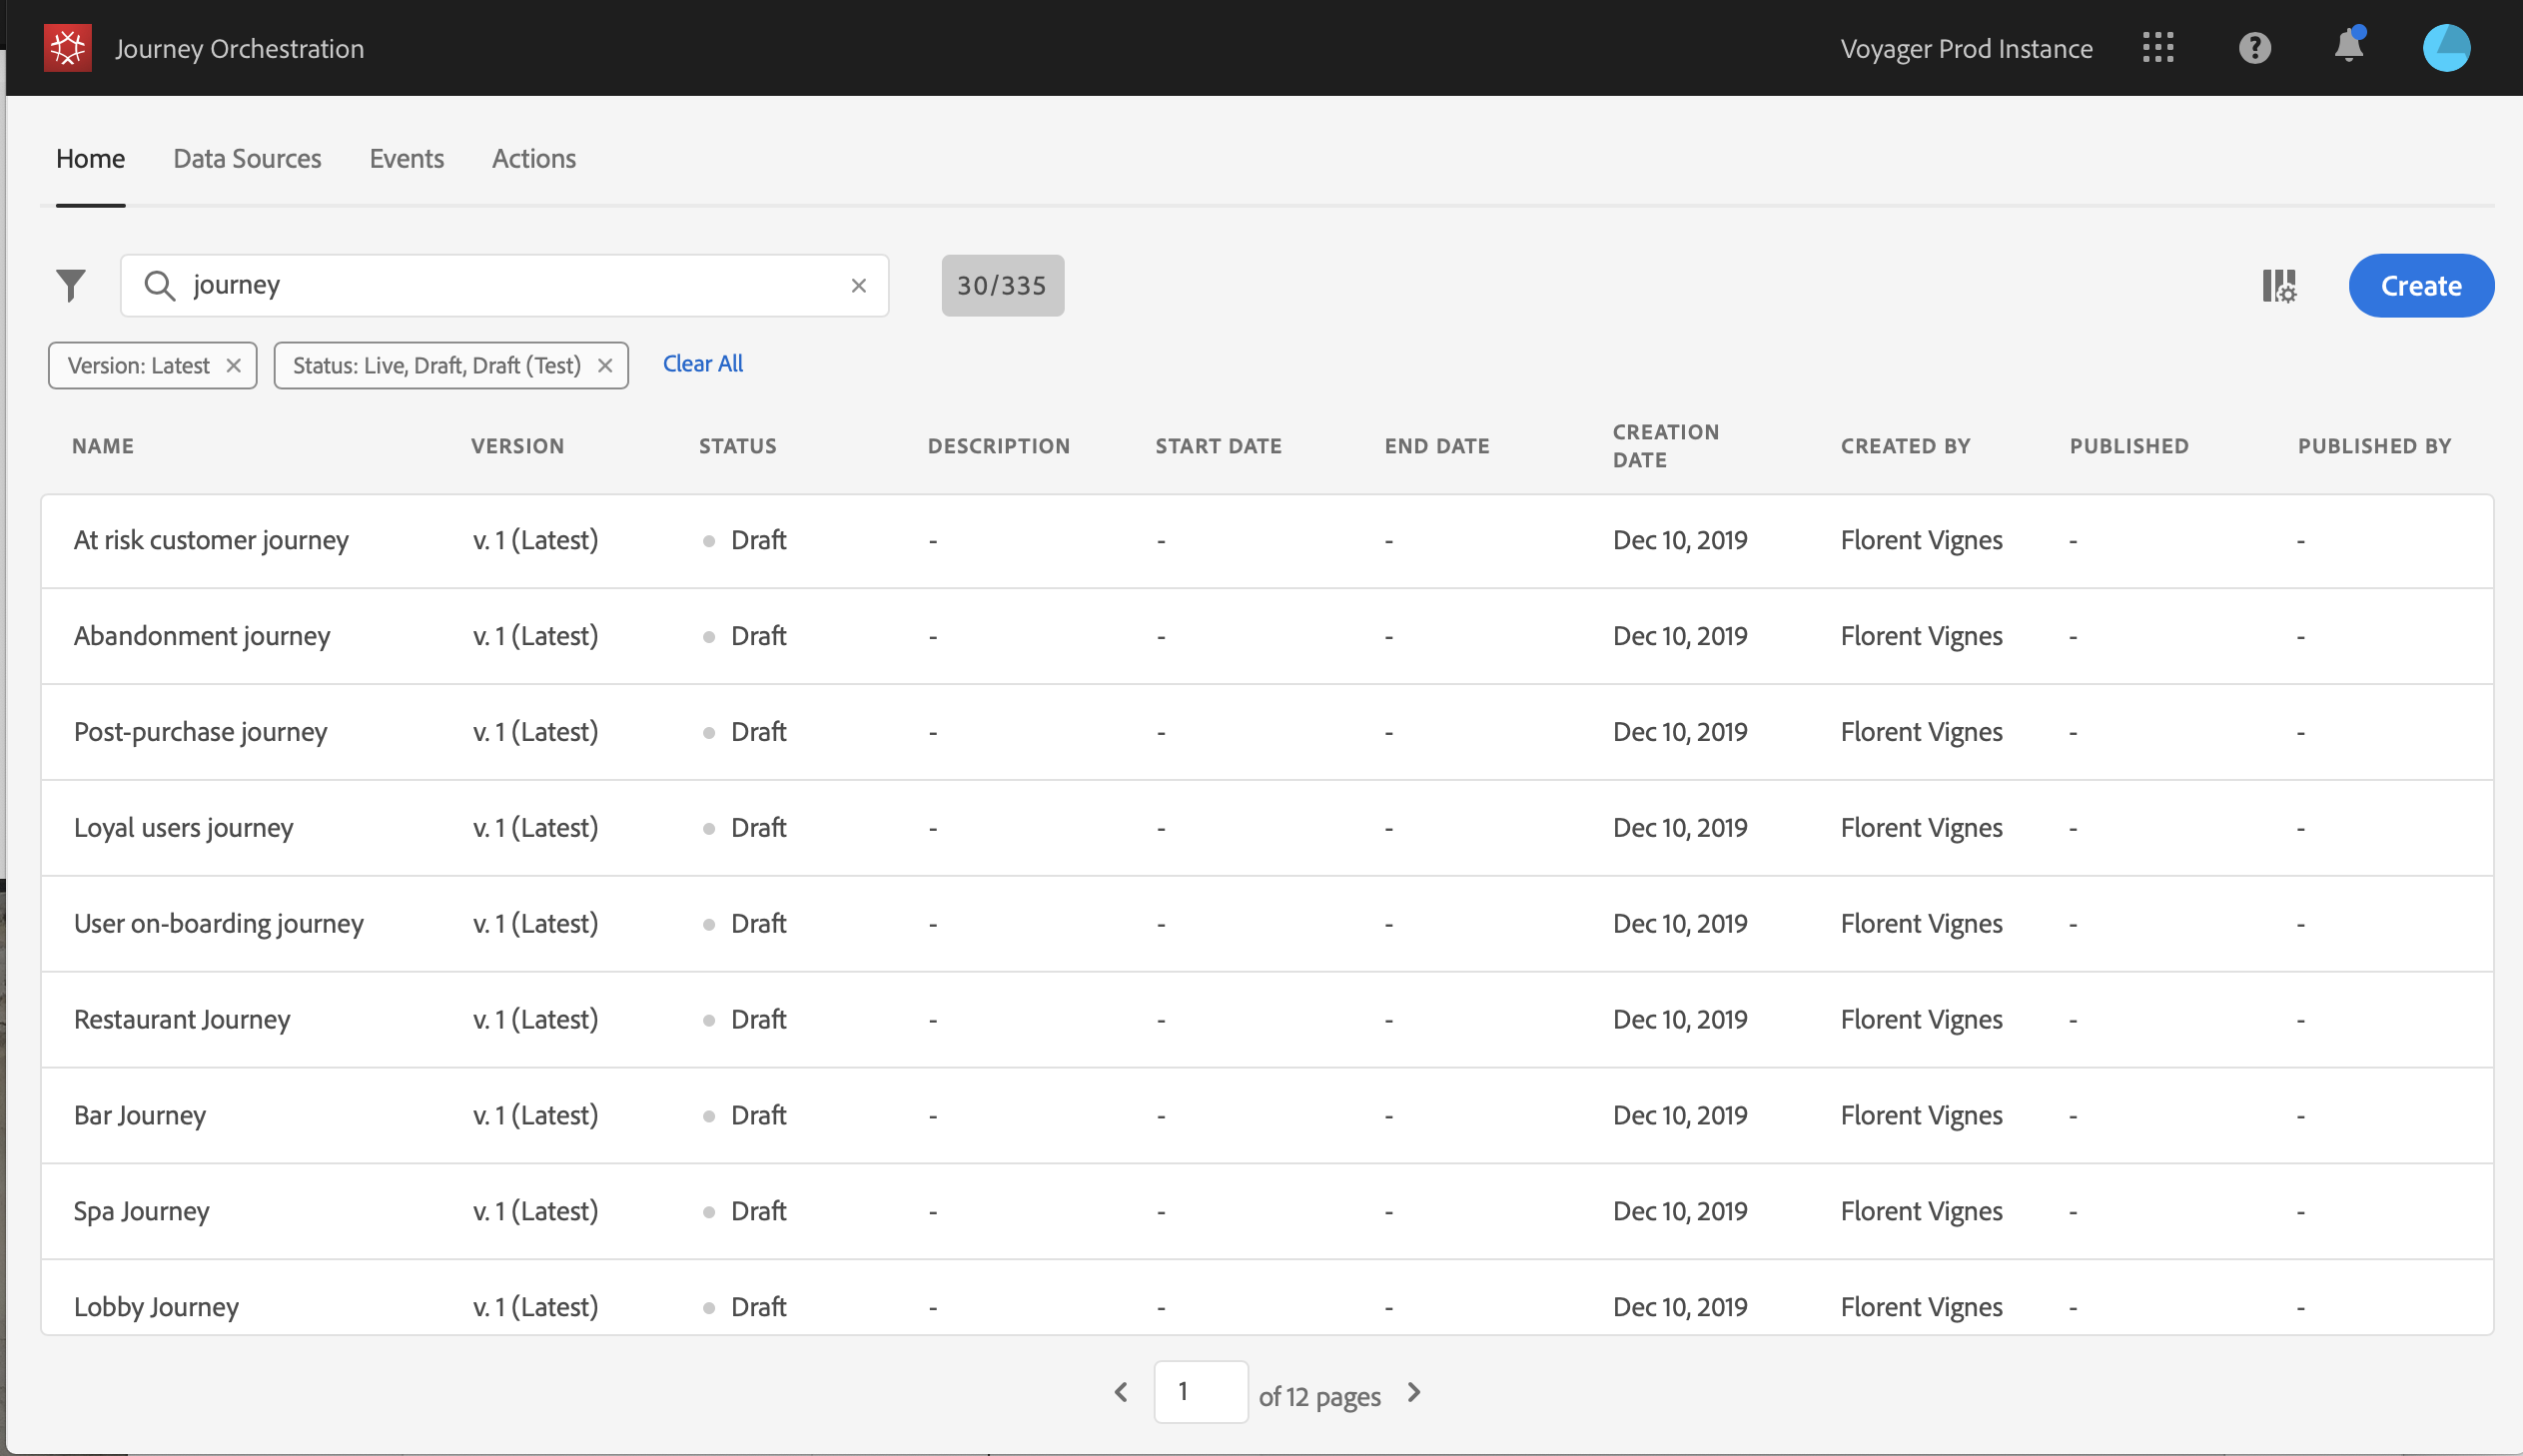 Journey Orchestration
Voyager Prod Instance
Home Data Sources Events Actions
journey
30/335
Create
Version: Latest Status: Live, Draft, Draft (Test) Clear All
NAME VERSION STATUS DESCRIPTION START DATE END DATE CREATION DATE CREATED BY PUBLISHED PUBLISHED BY
At risk customer journey v. 1 (Latest) Draft - - - Dec 10, 2019 Florent Vignes - -
Abandonment journey v. 1 (Latest) Draft - - - Dec 10, 2019 Florent Vignes - -
Post-purchase journey v. 1 (Latest) Draft - - - Dec 10, 2019 Florent Vignes - -
Loyal users journey v. 1 (Latest) Draft - - - Dec 10, 2019 Florent Vignes - -
User on-boarding journey v. 1 (Latest) Draft - - - Dec 10, 2019 Florent Vignes - -
Restaurant Journey v. 1 (Latest) Draft - - - Dec 10, 2019 Florent Vignes - -
Bar Journey v. 1 (Latest) Draft - - - Dec 10, 2019 Florent Vignes - -
Spa Journey v. 1 (Latest) Draft - - - Dec 10, 2019 Florent Vignes - -
Lobby Journey v. 1 (Latest) Draft - - - Dec 10, 2019 Florent Vignes - -
1 of 12 pages